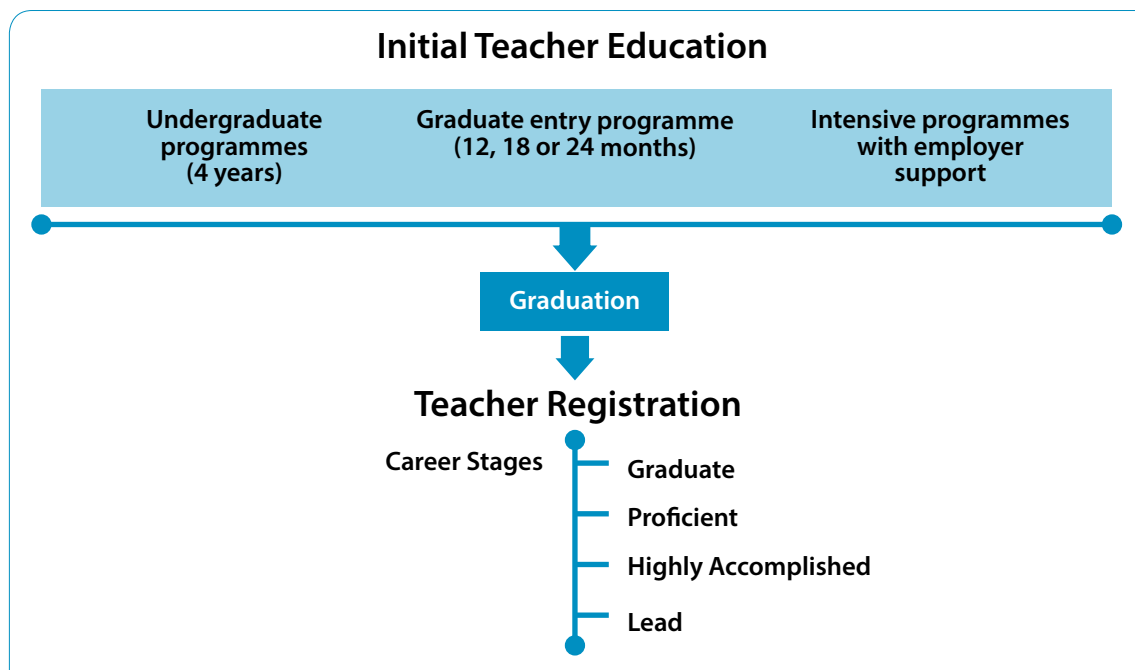 Initial Teacher Education
Undergraduate
programmes
(4 years)
Graduate entry programme
(12, 18 or 24 months)
Intensive programmes
with employer
support
Graduation
Teacher Registration
Career Stages
Graduate
Proficient
Highly Accomplished
Lead